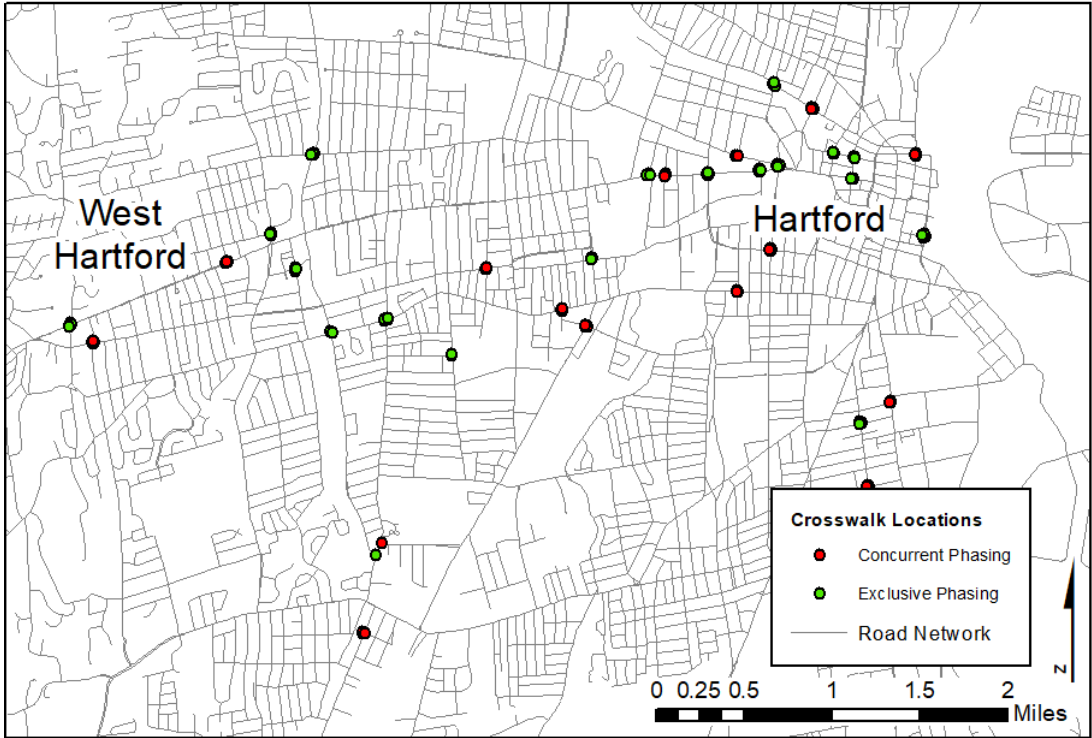 West
Hartford
Hartford
Crosswalk Locations
Concurrent Phasing
Exclusive Phasing
Road Network
N
0 0.25 0.5 1 1.5 2
Miles